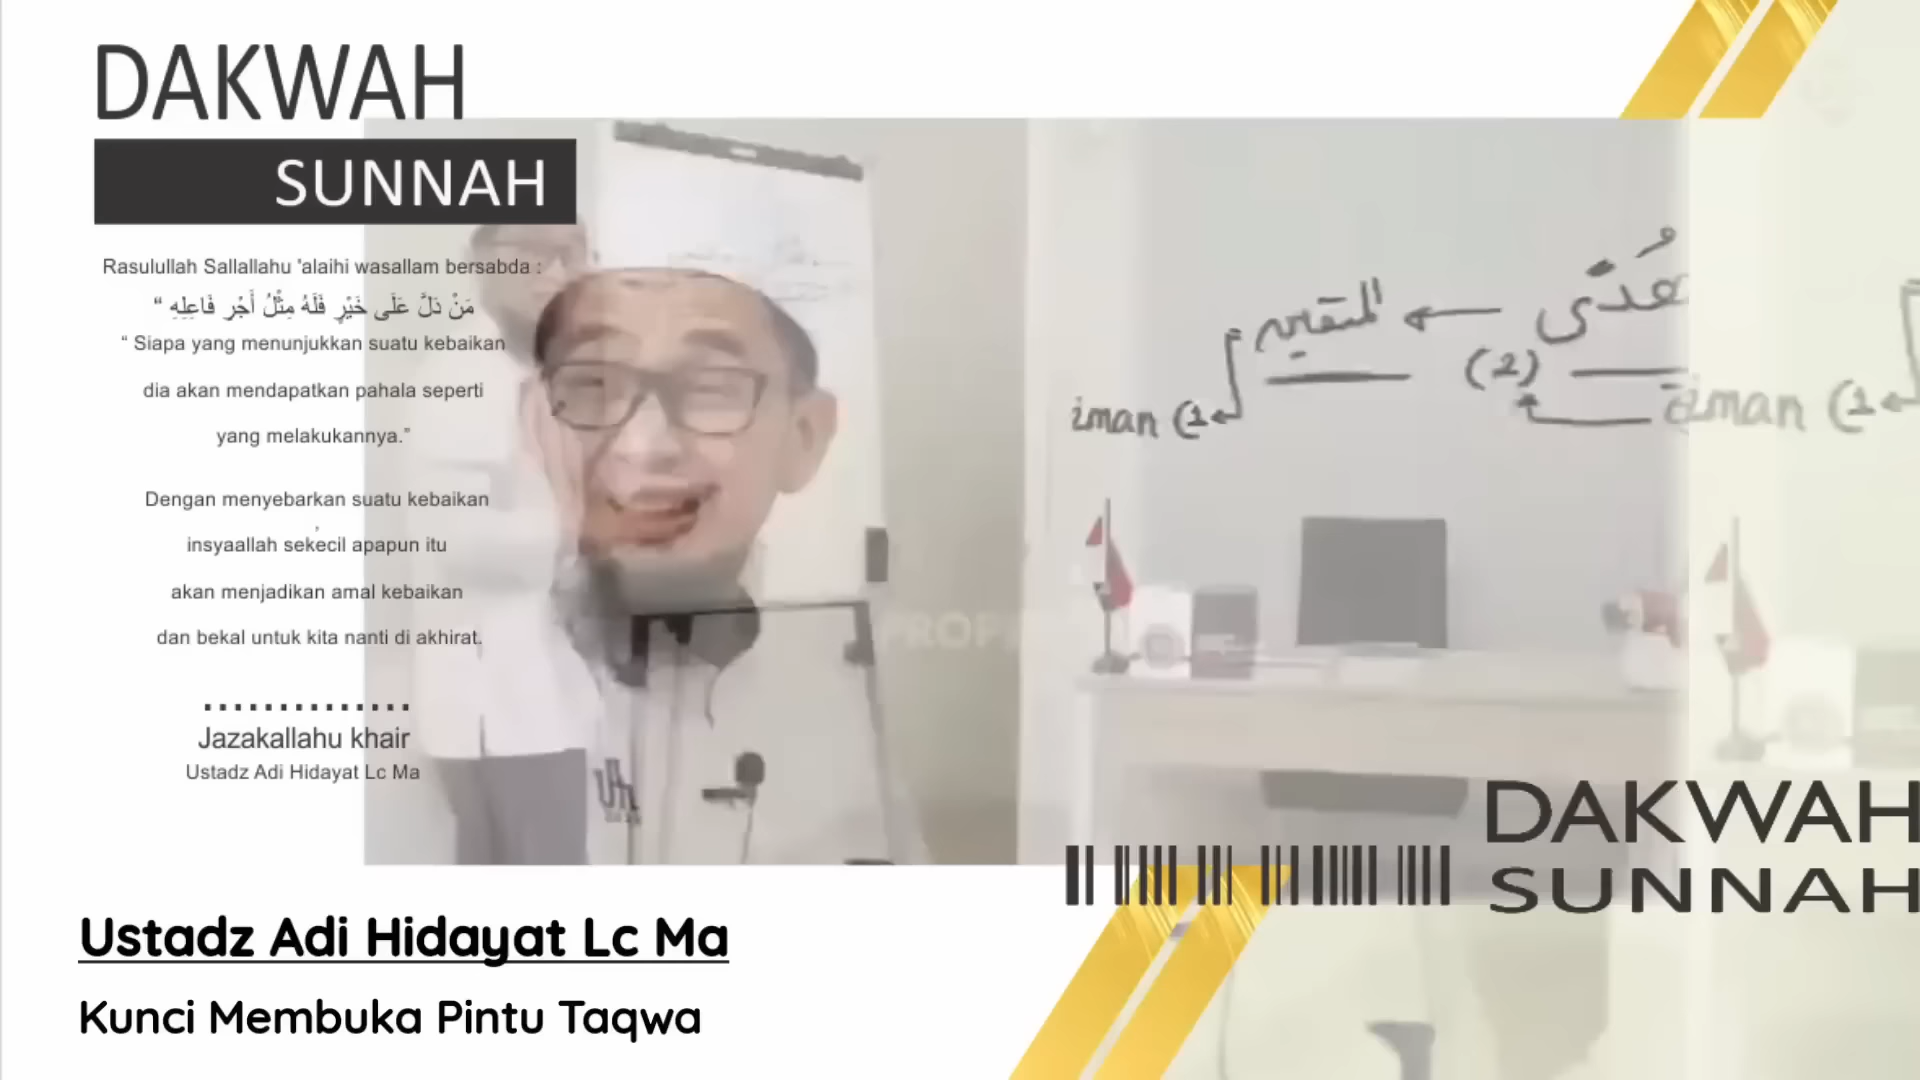 DAKWAH
SUNNAH
Rasulullah Sallallahu 'alaihi wasallam bersabda :
مَنْ دَلَّ عَلَى خَيْرٍ فَلَهُ مِثْلُ أَجْرِ فَاعِلِهِ “
“ Siapa yang menunjukkan suatu kebaikan
dia akan mendapatkan pahala seperti
yang melakukannya.”
Dengan menyebarkan suatu kebaikan
insyaallah sekecil apapun itu
akan menjadikan amal kebaikan
dan bekal untuk kita nanti di akhirat.
Jazakallahu khair
Ustadz Adi Hidayat Lc Ma
هُدًى ← للمتقين
(2)
iman (1
iman (1
DAKWAH
SUNNAH
Ustadz Adi Hidayat Lc Ma
Kunci Membuka Pintu Taqwa